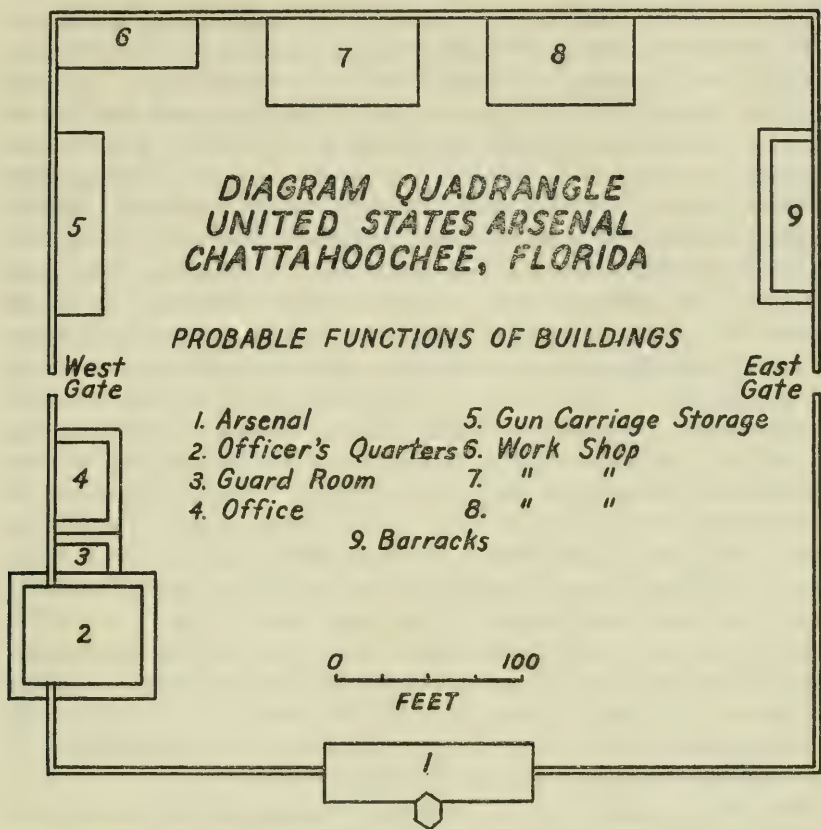 6
7
8
DIAGRAM QUADRANGLE
UNITED STATES ARSENAL
CHATTAHOOCHEE, FLORIDA
5
9
PROBABLE FUNCTIONS OF BUILDINGS
West
Gate
East
Gate
1. Arsenal
2. Officer's Quarters
3. Guard Room
4. Office
5. Gun Carriage Storage
6. Work Shop
7. " "
8. " "
9. Barracks
4
3
2
0 100
FEET
1